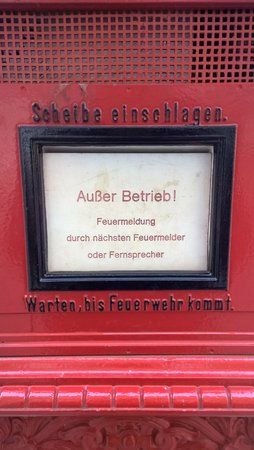 Scheibe einschlagen.
Außer Betrieb!
Feuermeldung
durch nächsten Feuermelder
oder Fernsprecher
Warten, bis Feuerwehr kommt.